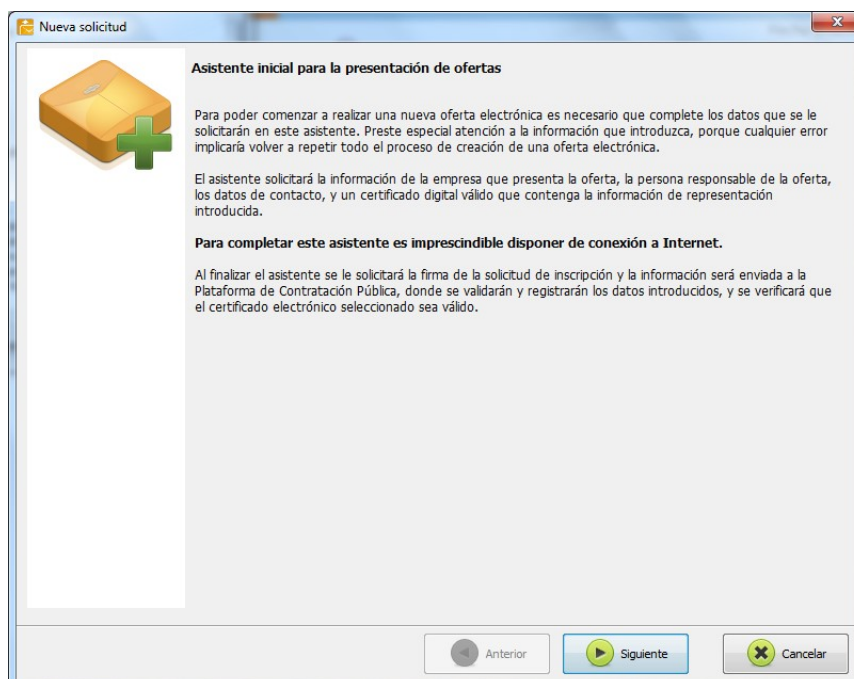 Nueva solicitud
Asistente inicial para la presentación de ofertas
Para poder comenzar a realizar una nueva oferta electrónica es necesario que complete los datos que se le
solicitarán en este asistente. Preste especial atención a la información que introduzca, porque cualquier error
implicaría volver a repetir todo el proceso de creación de una oferta electrónica.
El asistente solicitará la información de la empresa que presenta la oferta, la persona responsable de la oferta,
los datos de contacto, y un certificado digital válido que contenga la información de representación
introducida.
Para completar este asistente es imprescindible disponer de conexión a Internet.
Al finalizar el asistente se le solicitará la firma de la solicitud de inscripción y la información será enviada a la
Plataforma de Contratación Pública, donde se validarán y registrarán los datos introducidos, y se verificará que
el certificado electrónico seleccionado sea válido.
Anterior Siguiente Cancelar